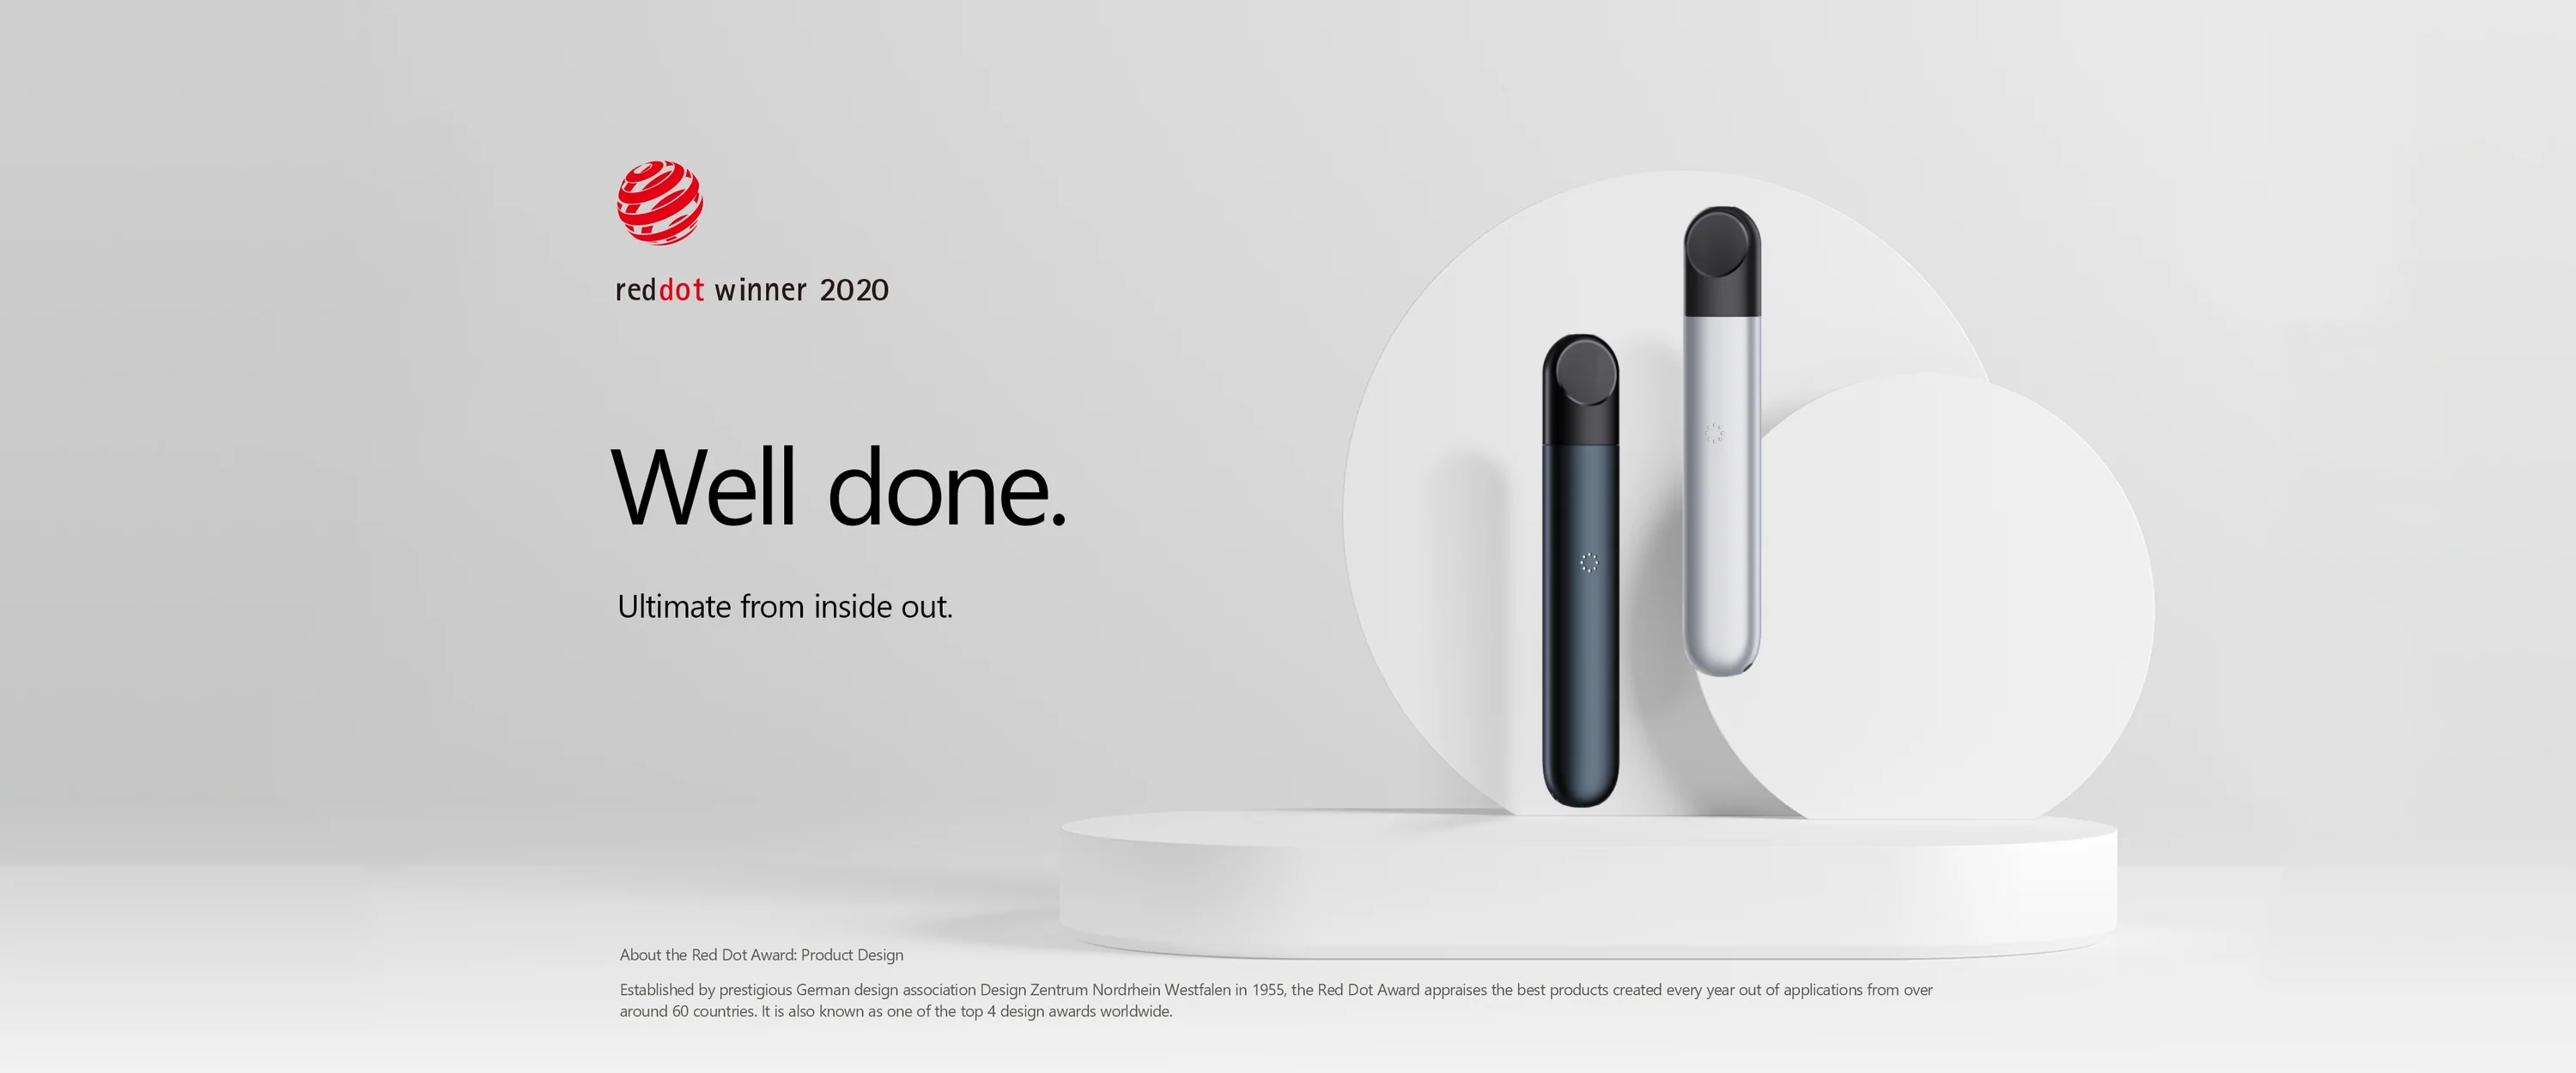 reddot winner 2020
Well done.
Ultimate from inside out.
About the Red Dot Award: Product Design
Established by prestigious German design association Design Zentrum Nordrhein Westfalen in 1955, the Red Dot Award appraises the best products created every year out of applications from over
around 60 countries. It is also known as one of the top 4 design awards worldwide.